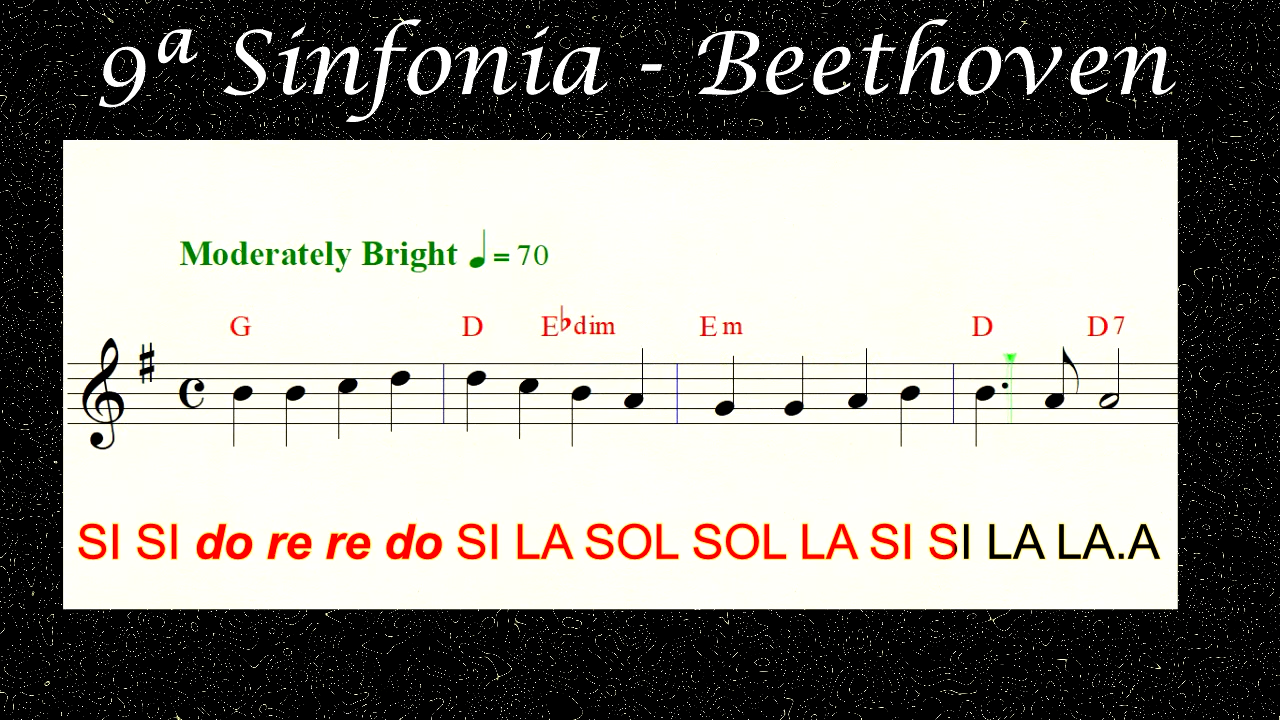 9ª Sinfonia - Beethoven
Moderately Bright ♩ = 70
G D E♭dim Em D D7
SI SI do re re do SI LA SOL SOL LA SI SI LA LA.A